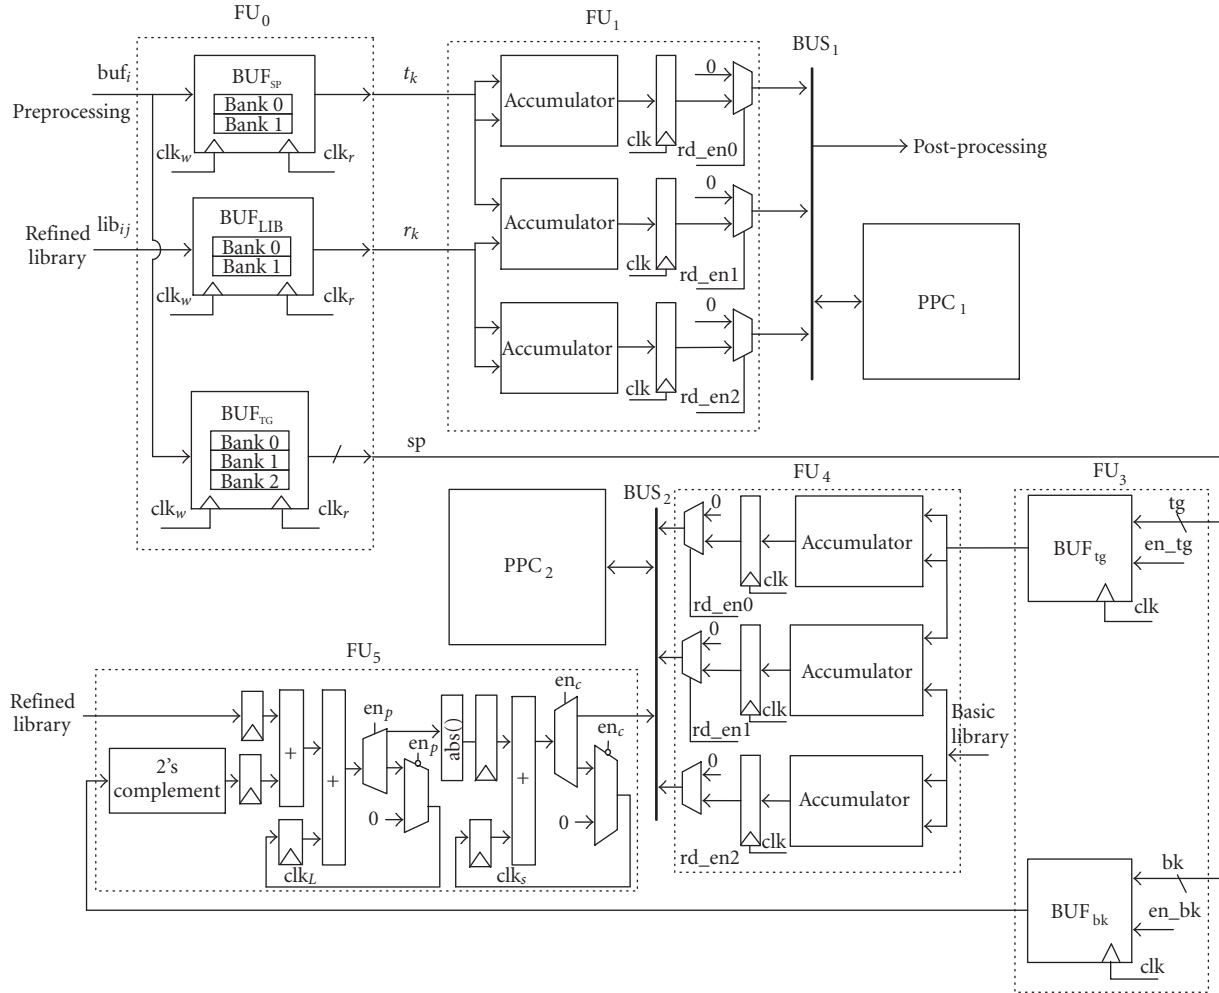 FU0
FU1
BUS1
bufi
Preprocessing
BUFSP
Bank 0
Bank 1
clkw
clkr
tk
Accumulator
clk
0
rd_en0
Post-processing
Refined
library
libij
BUFLIB
Bank 0
Bank 1
clkw
clkr
rk
Accumulator
clk
0
rd_en1
PPC1
Accumulator
clk
0
rd_en2
BUFTG
Bank 0
Bank 1
Bank 2
clkw
clkr
sp
FU4
FU3
BUS2
PPC2
0
rd_en0
clk
Accumulator
BUFtg
tg
en_tg
clk
0
rd_en1
clk
Accumulator
Basic
library
0
rd_en2
clk
Accumulator
FU5
Refined
library
2's
complement
+
+
clkL
enp
enp
0
abs()
+
clks
enc
enc
0
BUFbk
bk
en_bk
clk